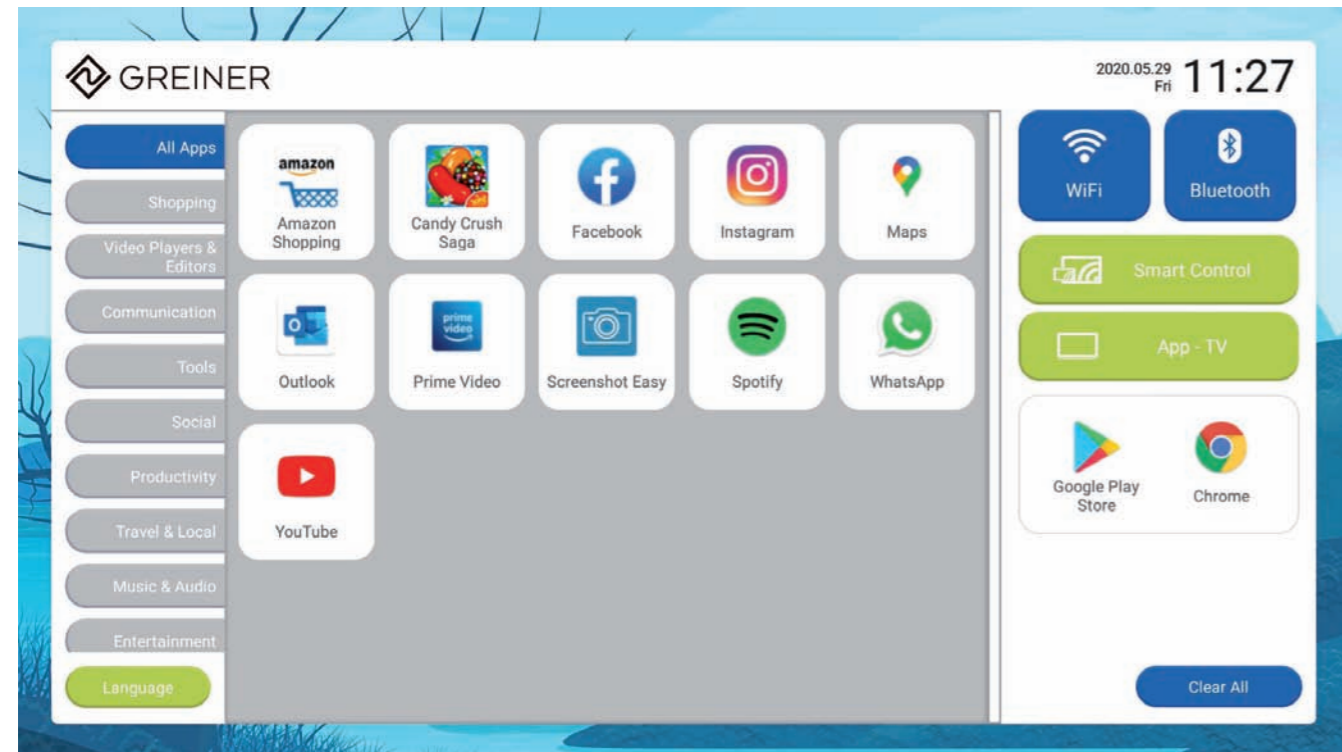 GREINER
2020.05.29
Fri
11:27
All Apps
Shopping
Video Players &
Editors
Communication
Tools
Social
Productivity
Travel & Local
Music & Audio
Entertainment
Language
amazon
Amazon
Shopping
Candy Crush
Saga
Facebook
Instagram
Maps
Outlook
prime
video
Prime Video
Screenshot Easy
Spotify
WhatsApp
YouTube
WiFi
Bluetooth
Smart Control
App - TV
Google Play
Store
Chrome
Clear All